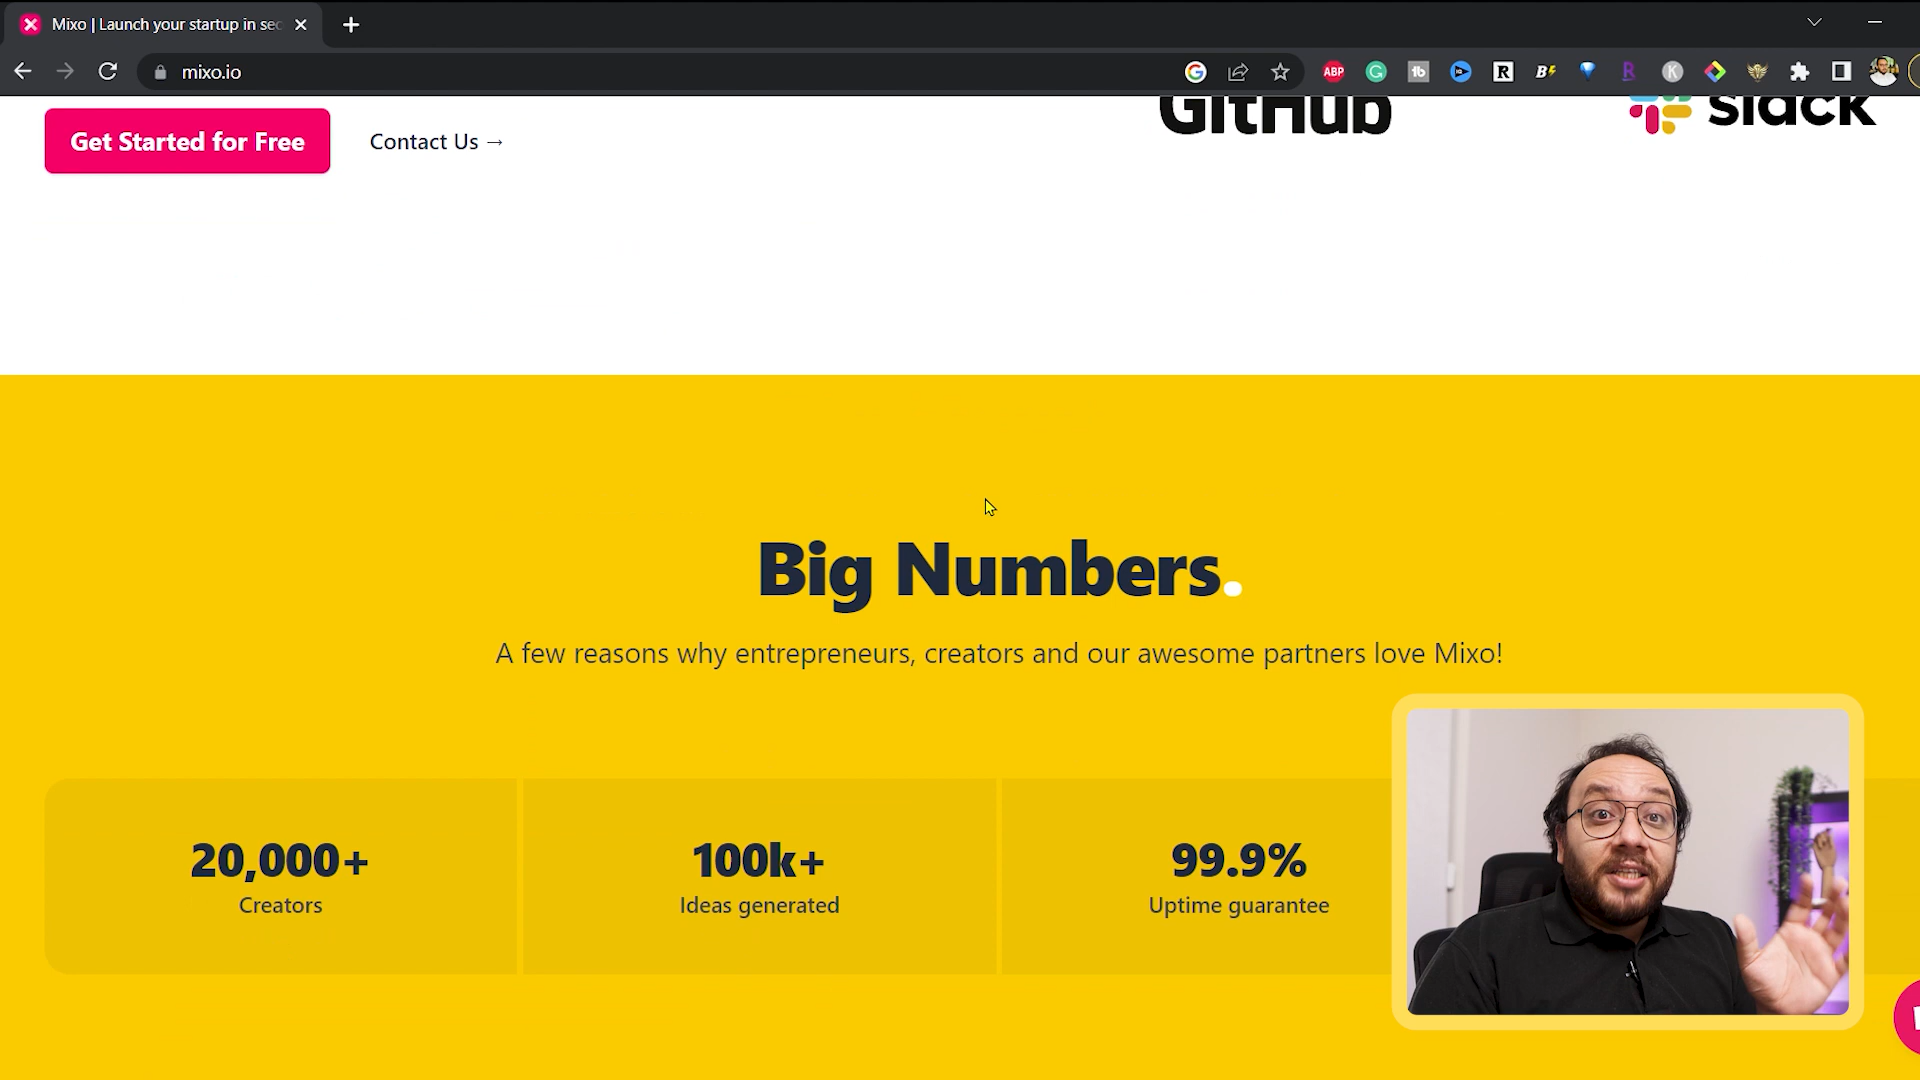 Mixo | Launch your startup in sec
mixo.io
ABP
Get Started for Free
Contact Us →
GitHub
slack
Big Numbers.
A few reasons why entrepreneurs, creators and our awesome partners love Mixo!
20,000+
Creators
100k+
Ideas generated
99.9%
Uptime guarantee